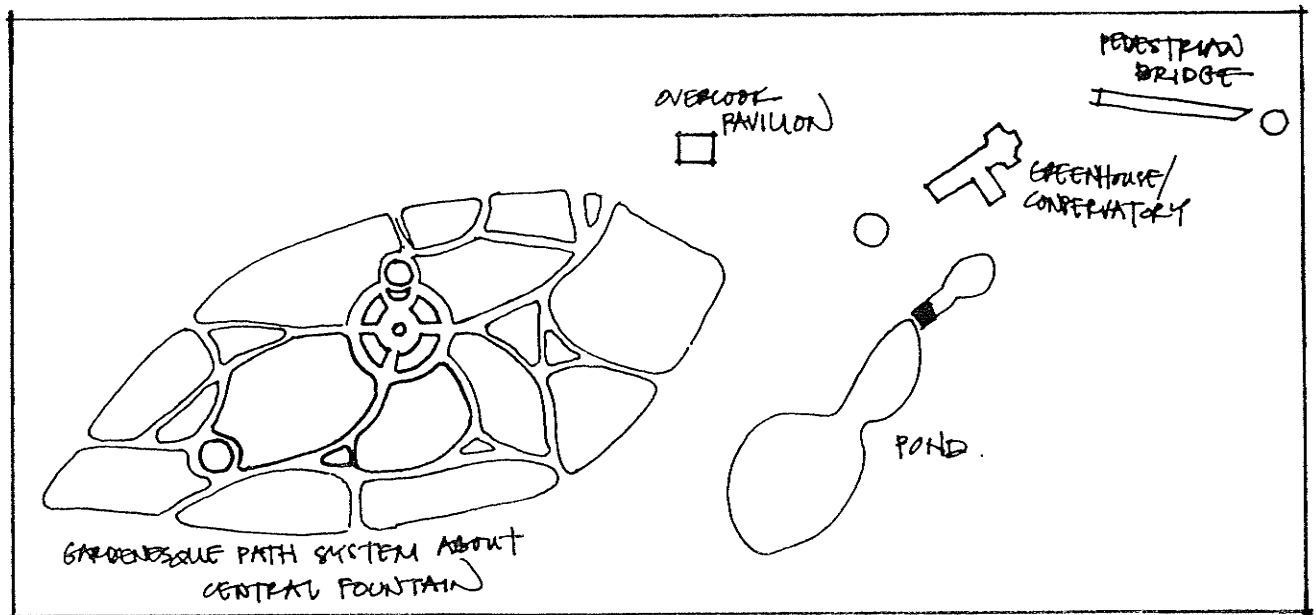 PEDESTRIAN
BRIDGE
OVERLOOK
PAVILION
GREENHOUSE/
CONSERVATORY
POND.
GARDENESQUE PATH SYSTEM ABOUT
CENTRAL FOUNTAIN